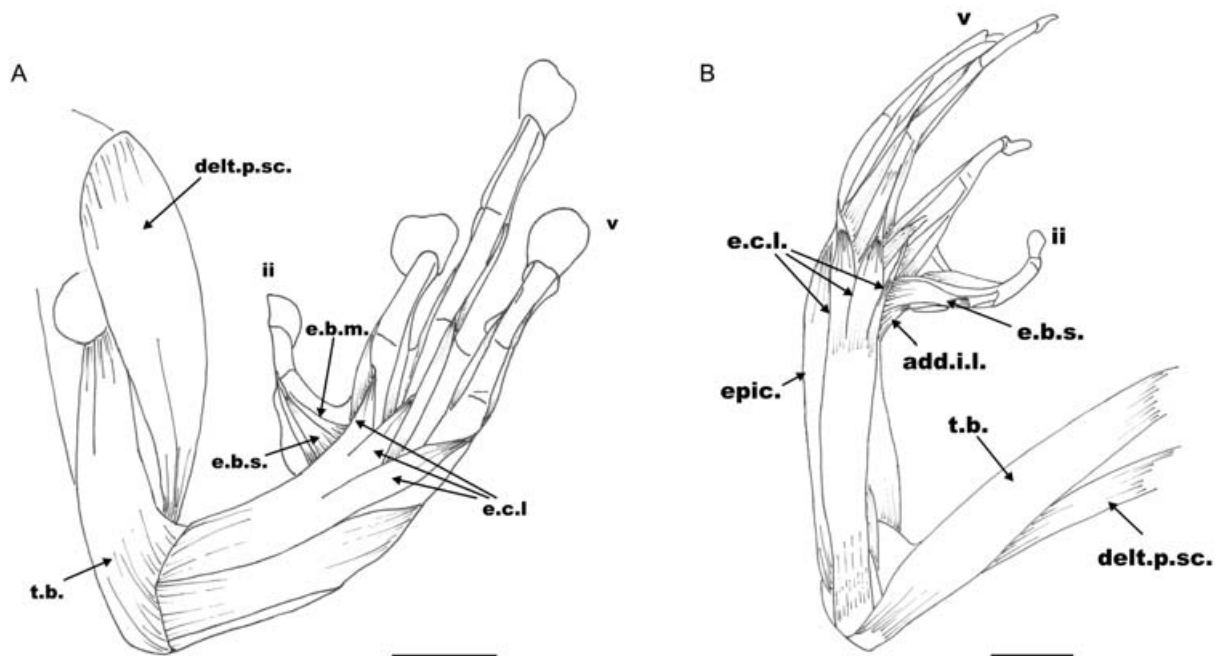 A
delt.p.sc.
ii
v
e.b.m.
e.b.s.
e.c.l
t.b.
B
v
e.c.l.
ii
e.b.s.
add.i.l.
epic.
t.b.
delt.p.sc.